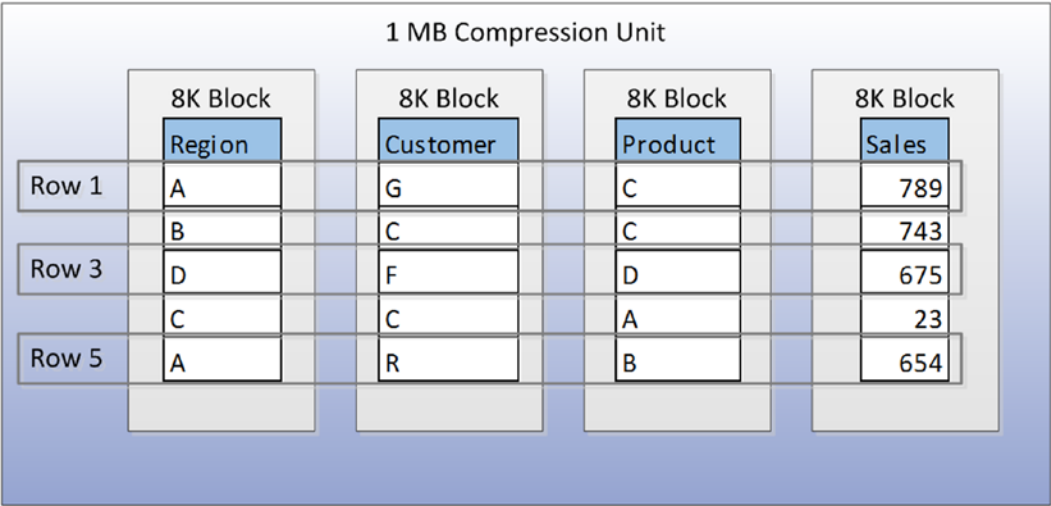 1 MB Compression Unit
8K Block 8K Block 8K Block 8K Block
Region Customer Product Sales
Row 1 A G C 789
B C C 743
Row 3 D F D 675
C C A 23
Row 5 A R B 654